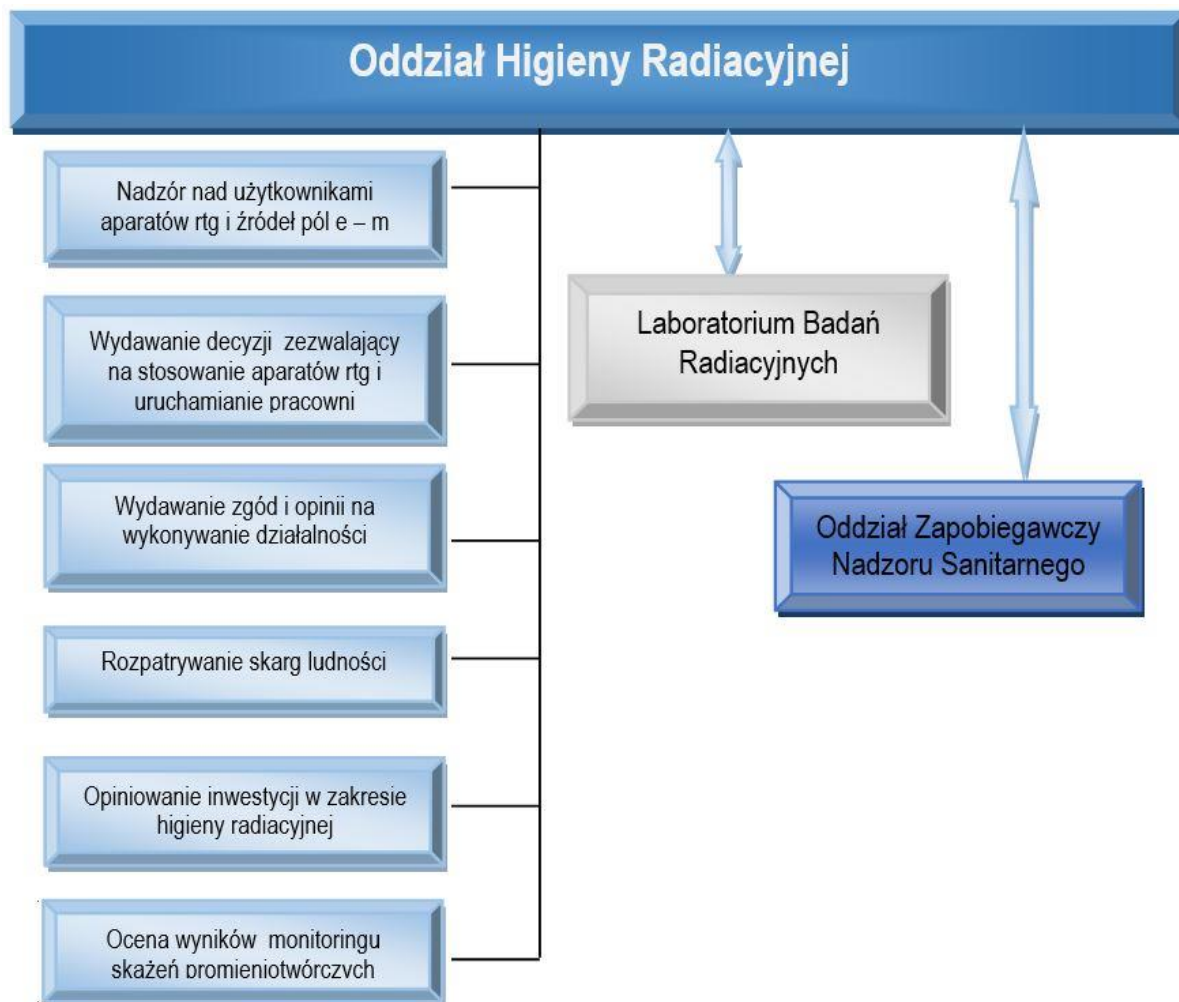 Oddział Higieny Radiacyjnej
Nadzór nad użytkownikami
aparatów rtg i źródeł pól e – m
Wydawanie decyzji zezwalający
na stosowanie aparatów rtg i
uruchamianie pracowni
Wydawanie zgód i opinii na
wykonywanie działalności
Rozpatrywanie skarg ludności
Opiniowanie inwestycji w zakresie
higieny radiacyjnej
Ocena wyników monitoringu
skażeń promieniotwórczych
Laboratorium Badań
Radiacyjnych
Oddział Zapobiegawczy
Nadzoru Sanitarnego